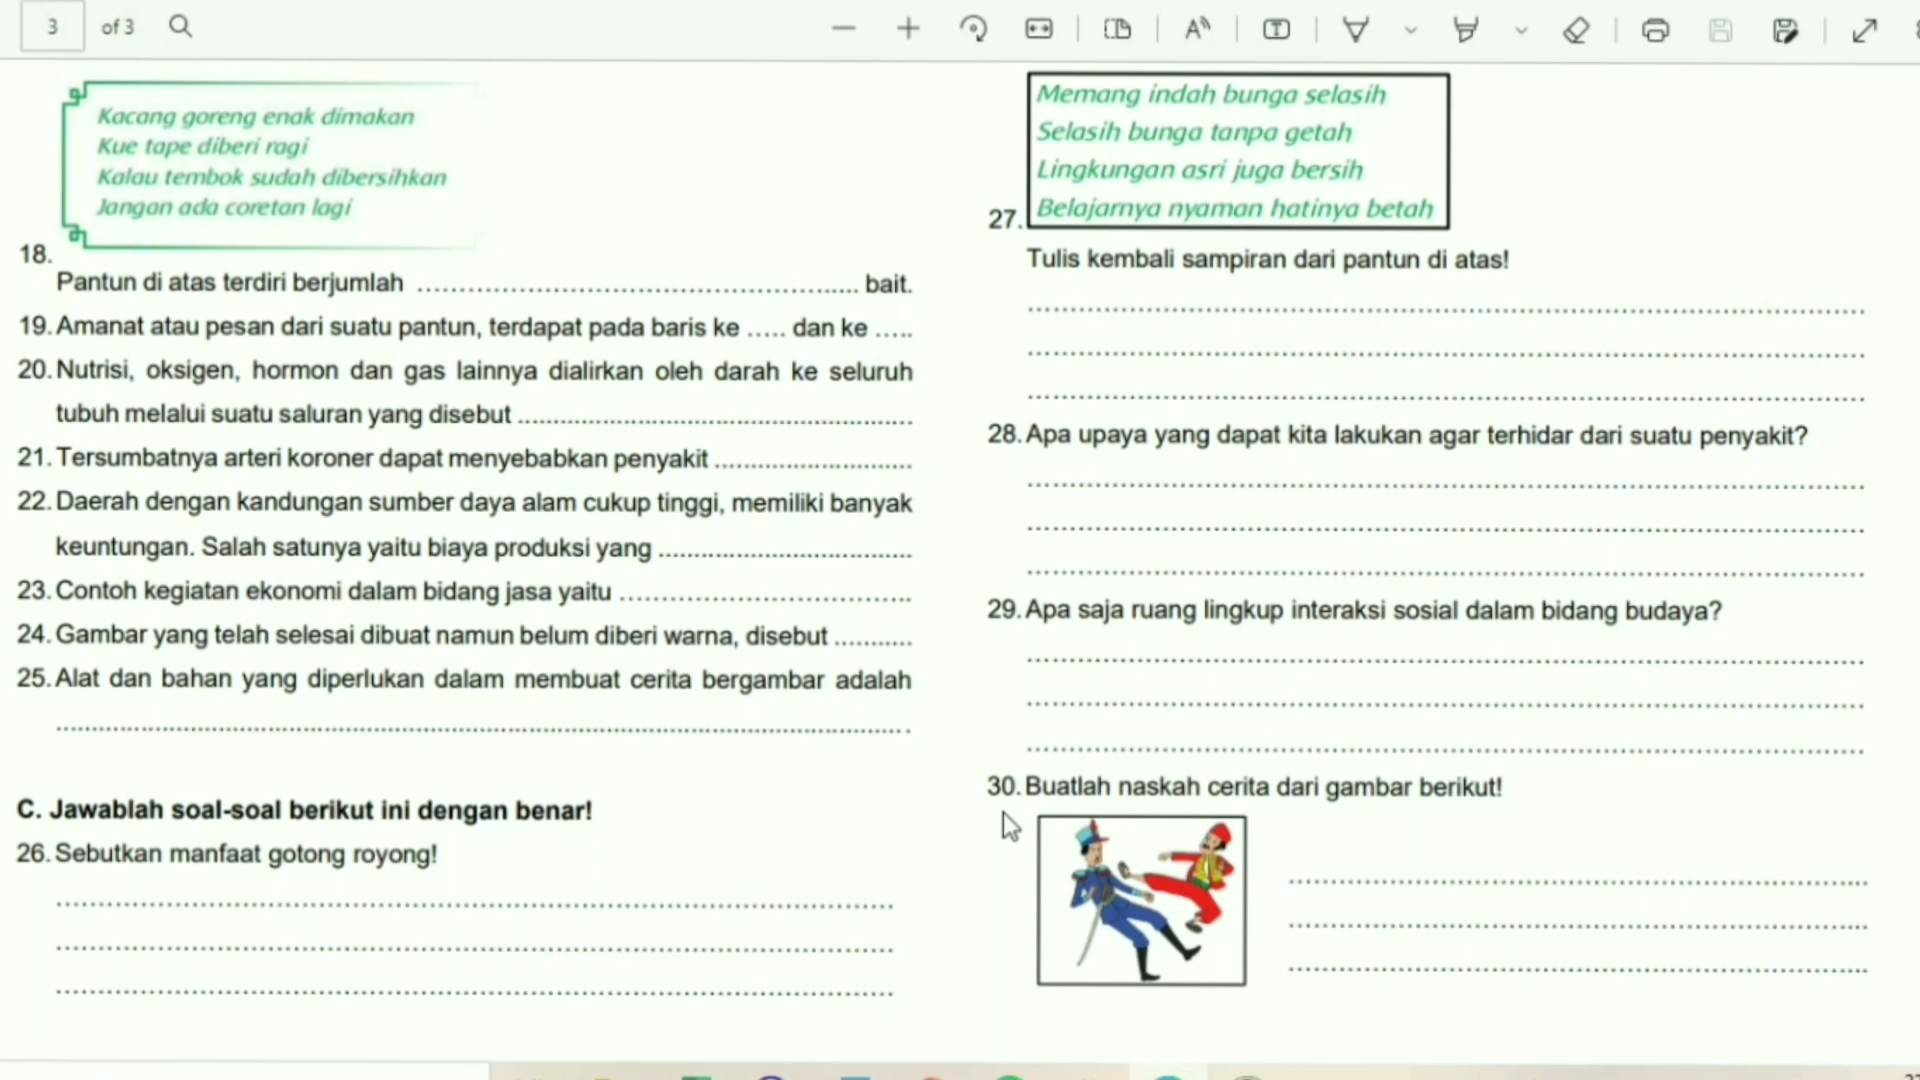 3 of 3
Kacang goreng enak dimakan
Kue tape diberi ragi
Kalau tembok sudah dibersihkan
Jangan ada coretan lagi
18.
Pantun di atas terdiri berjumlah ........................................................ bait.
19. Amanat atau pesan dari suatu pantun, terdapat pada baris ke ..... dan ke .....
20. Nutrisi, oksigen, hormon dan gas lainnya dialirkan oleh darah ke seluruh
tubuh melalui suatu saluran yang disebut ........................................................
21. Tersumbatnya arteri koroner dapat menyebabkan penyakit ............................
22. Daerah dengan kandungan sumber daya alam cukup tinggi, memiliki banyak
keuntungan. Salah satunya yaitu biaya produksi yang ....................................
23. Contoh kegiatan ekonomi dalam bidang jasa yaitu ....................................
24. Gambar yang telah selesai dibuat namun belum diberi warna, disebut ...........
25. Alat dan bahan yang diperlukan dalam membuat cerita bergambar adalah
........................................................................................................................
C. Jawablah soal-soal berikut ini dengan benar!
26. Sebutkan manfaat gotong royong!
........................................................................................................................
........................................................................................................................
........................................................................................................................
Memang indah bunga selasih
Selasih bunga tanpa getah
Lingkungan asri juga bersih
Belajarnya nyaman hatinya betah
27.
Tulis kembali sampiran dari pantun di atas!
........................................................................................................................
........................................................................................................................
........................................................................................................................
28. Apa upaya yang dapat kita lakukan agar terhidar dari suatu penyakit?
........................................................................................................................
........................................................................................................................
........................................................................................................................
29. Apa saja ruang lingkup interaksi sosial dalam bidang budaya?
........................................................................................................................
........................................................................................................................
........................................................................................................................
30. Buatlah naskah cerita dari gambar berikut!
................................................................................
................................................................................
................................................................................